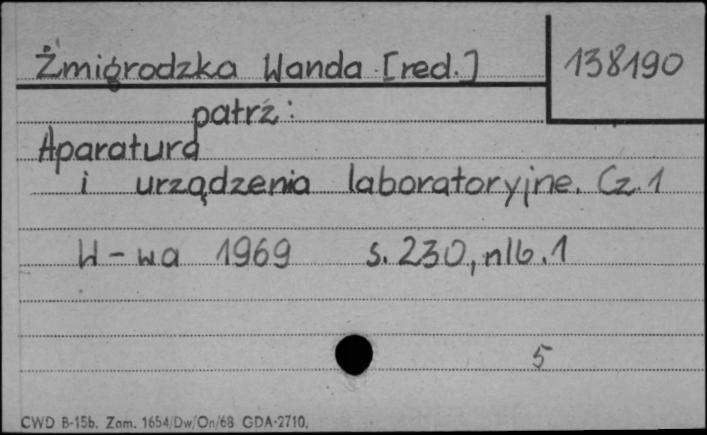 Żmigrodzka Wanda [red.]
138190
patrz:
Aparatura
i urządzenia laboratoryjne. Cz. 1
W-wa 1969 s. 230, nlb. 1
5
CWD B-15b. Zam. 1654/Dw/On/68 GDA-2710.